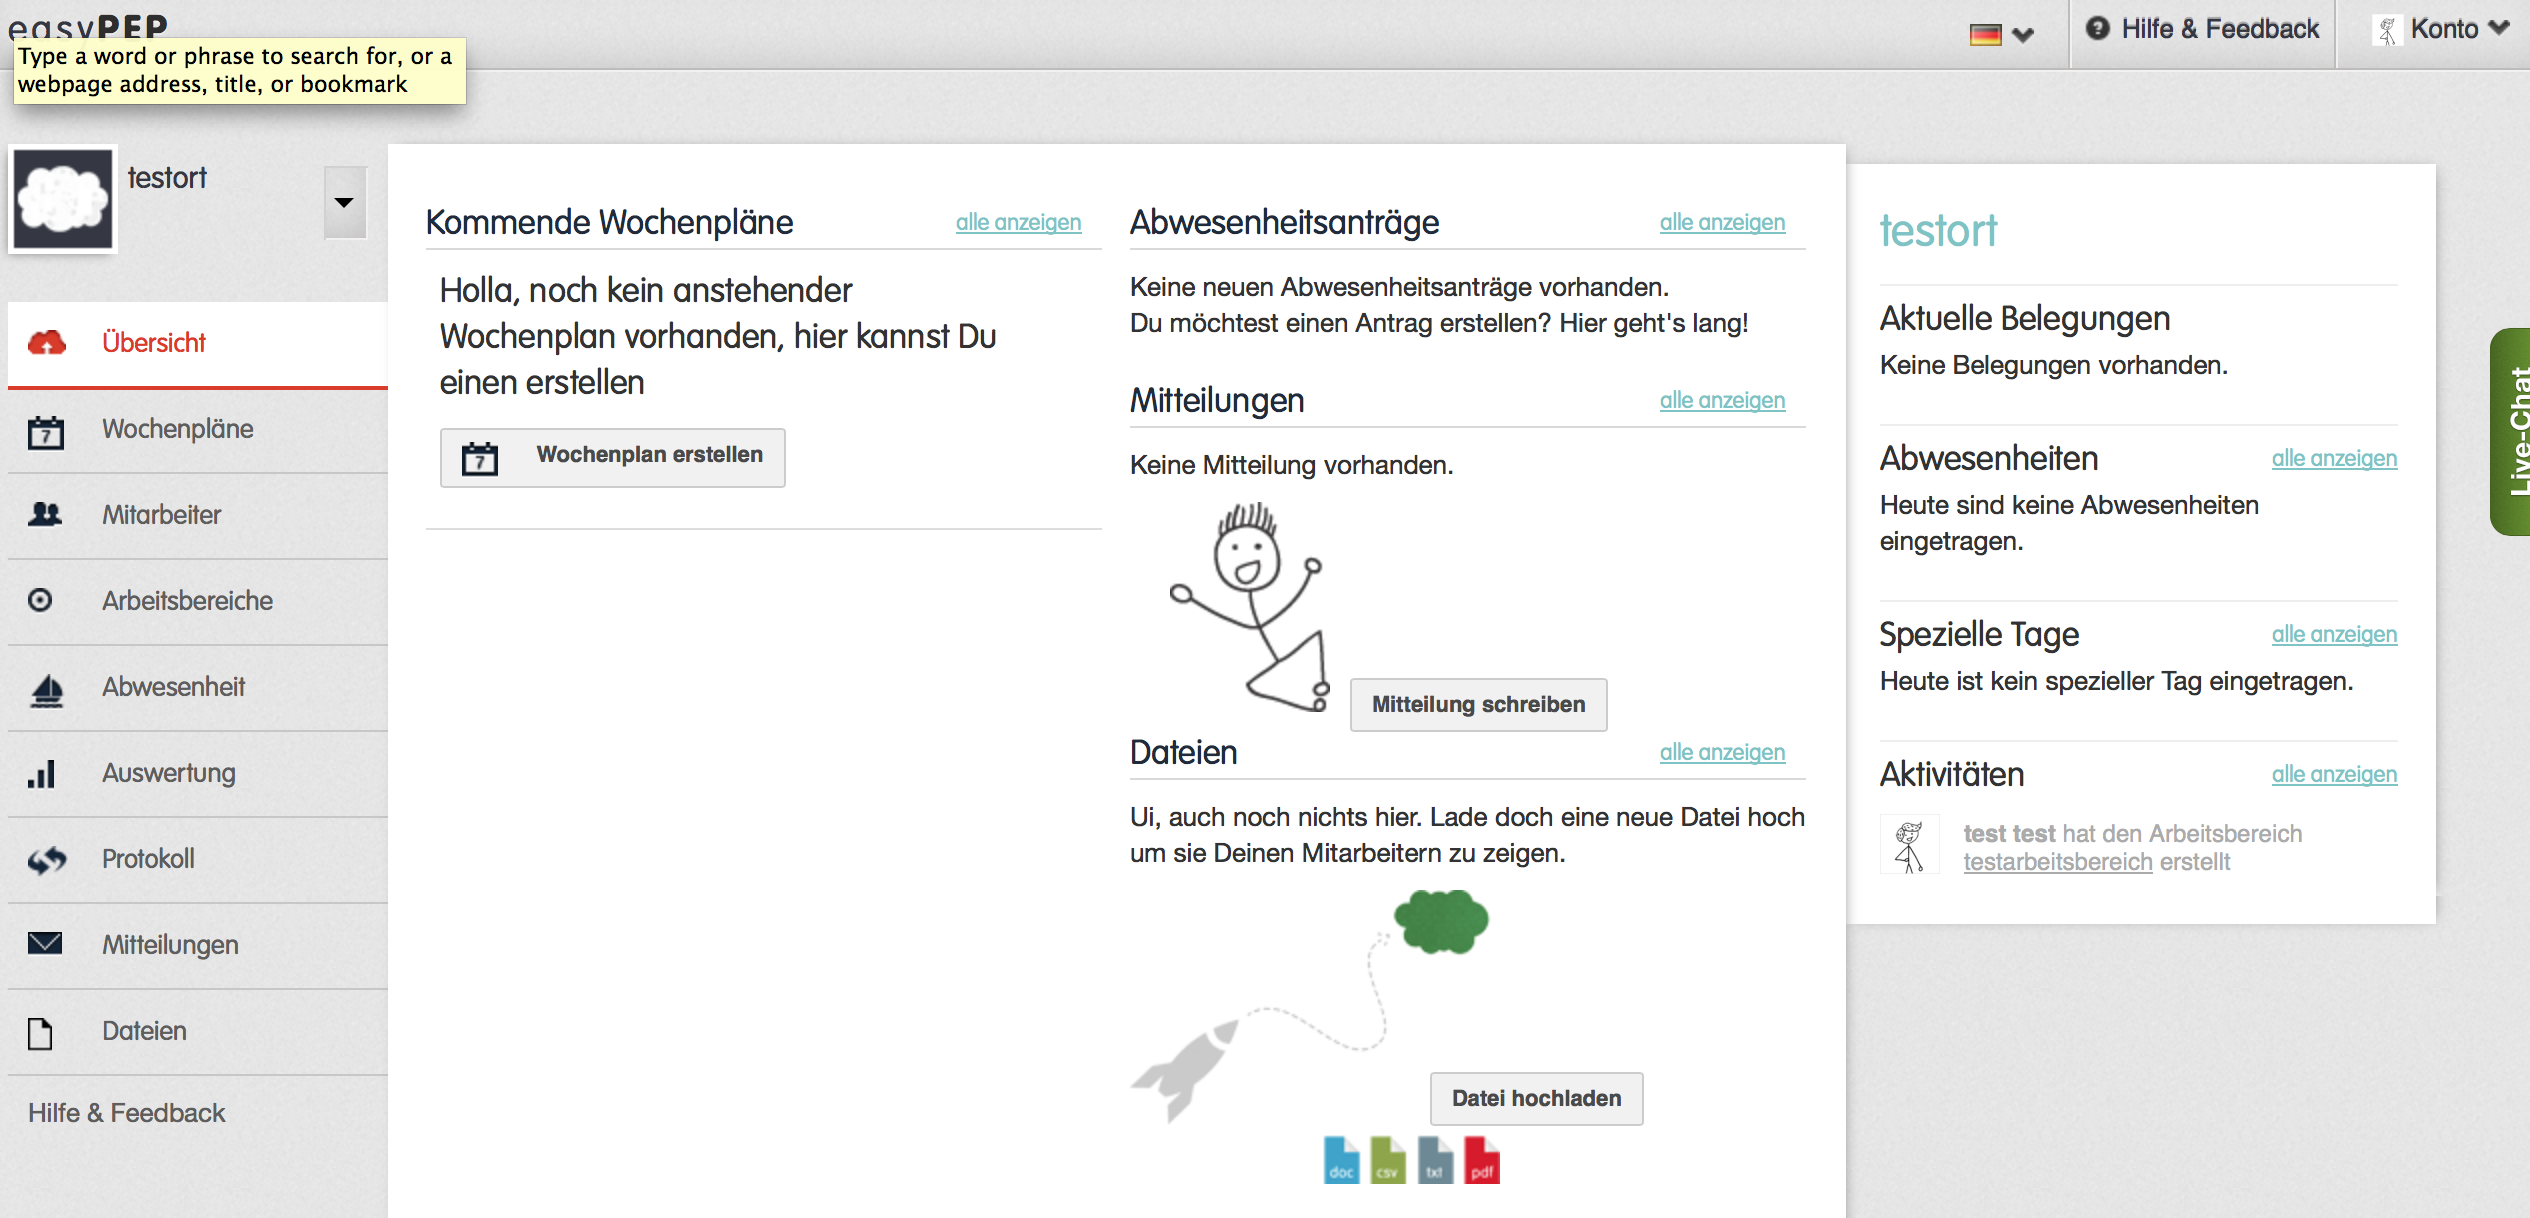 easyPEP
Type a word or phrase to search for, or a
webpage address, title, or bookmark
Hilfe & Feedback
Konto
testort
Übersicht
7
Wochenpläne
Mitarbeiter
Arbeitsbereiche
Abwesenheit
Auswertung
Protokoll
Mitteilungen
Dateien
Hilfe & Feedback
Kommende Wochenpläne
alle anzeigen
Holla, noch kein anstehender
Wochenplan vorhanden, hier kannst Du
einen erstellen
7
Wochenplan erstellen
Abwesenheitsanträge
alle anzeigen
Keine neuen Abwesenheitsanträge vorhanden.
Du möchtest einen Antrag erstellen? Hier geht's lang!
Mitteilungen
alle anzeigen
Keine Mitteilung vorhanden.
Mitteilung schreiben
Dateien
alle anzeigen
Ui, auch noch nichts hier. Lade doch eine neue Datei hoch
um sie Deinen Mitarbeitern zu zeigen.
Datei hochladen
doc csv txt pdf
testort
Aktuelle Belegungen
Keine Belegungen vorhanden.
Abwesenheiten
alle anzeigen
Heute sind keine Abwesenheiten
eingetragen.
Spezielle Tage
alle anzeigen
Heute ist kein spezieller Tag eingetragen.
Aktivitäten
alle anzeigen
test test hat den Arbeitsbereich
testarbeitsbereich erstellt
Live-Chat